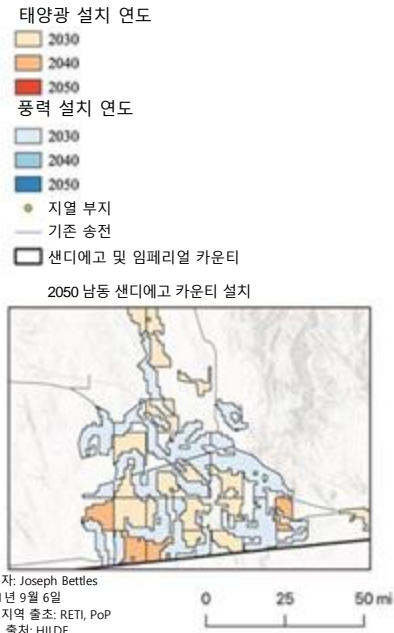 태양광 설치 연도
2030
2040
2050
풍력 설치 연도
2030
2040
2050
지열 부지
기존 송전
샌디에고 및 임페리얼 카운티
2050 남동 샌디에고 카운티 설치
자: Joseph Bettles
년 9월 6일
지역 출초: RETI, PoP
출처: HILDE
0 25 50 mi